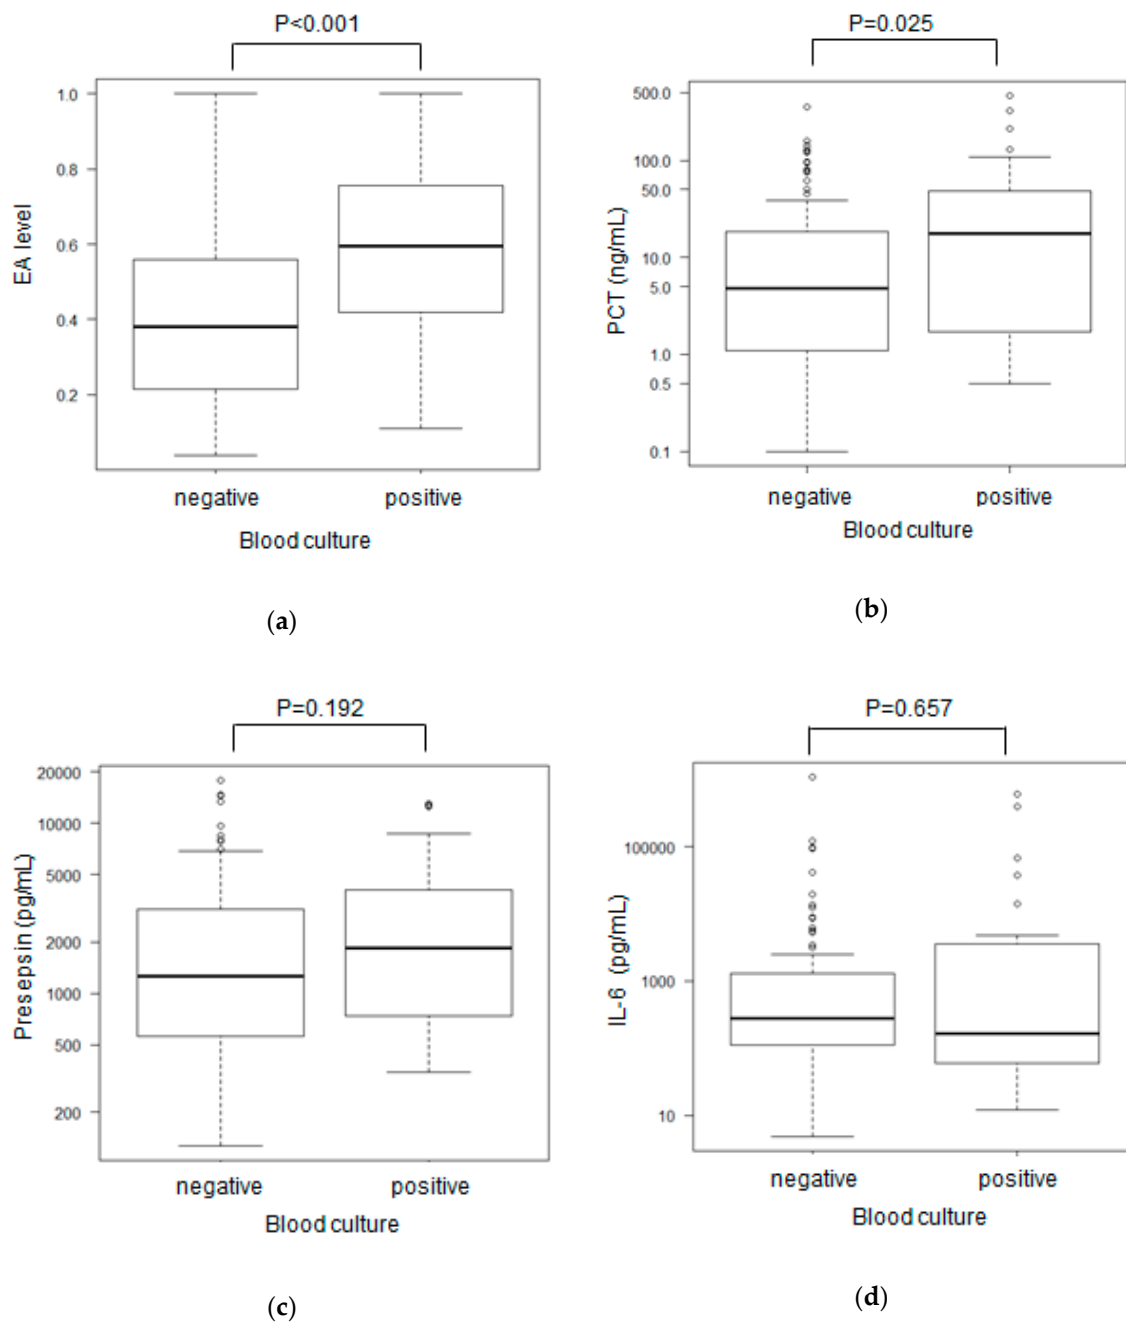 P<0.001
EA level
1.0
0.8
0.6
0.4
0.2
negative positive
Blood culture
(a)
P=0.025
PCT (ng/mL)
500.0
100.0
50.0
10.0
5.0
1.0
0.5
0.1
negative positive
Blood culture
(b)
P=0.192
Presepsin (pg/mL)
20000
10000
5000
2000
1000
500
200
negative positive
Blood culture
(c)
P=0.657
IL-6 (pg/mL)
100000
1000
10
negative positive
Blood culture
(d)